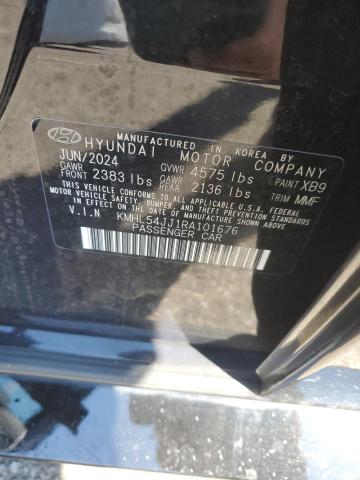 MANUFACTURED IN KOREA BY
HYUNDAI MOTOR COMPANY
JUN/2024 GVWR 4575 lbs
GAWR FRONT 2383 lbs GAWR REAR 2136 lbs PAINT XB9
THIS VEHICLE CONFORMS TO ALL APPLICABLE U.S.A. FEDERAL TRIM MMF
MOTOR VEHICLE SAFETY, BUMPER, AND THEFT PREVENTION STANDARDS
IN EFFECT ON THE DATE OF MANUFACTURE SHOWN ABOVE.
V.I.N KMHL54JJ1RA101676
PASSENGER CAR